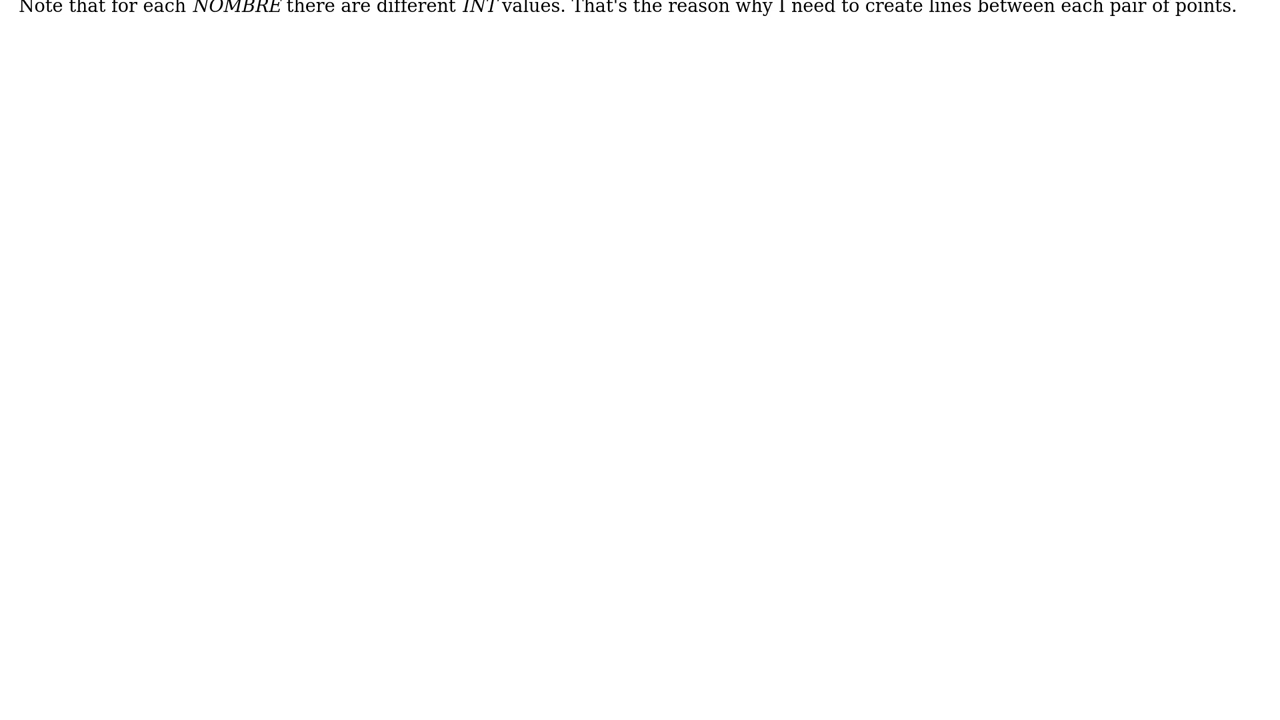 Note that for each NOMBRE there are different INT values. That's the reason why I need to create lines between each pair of points.